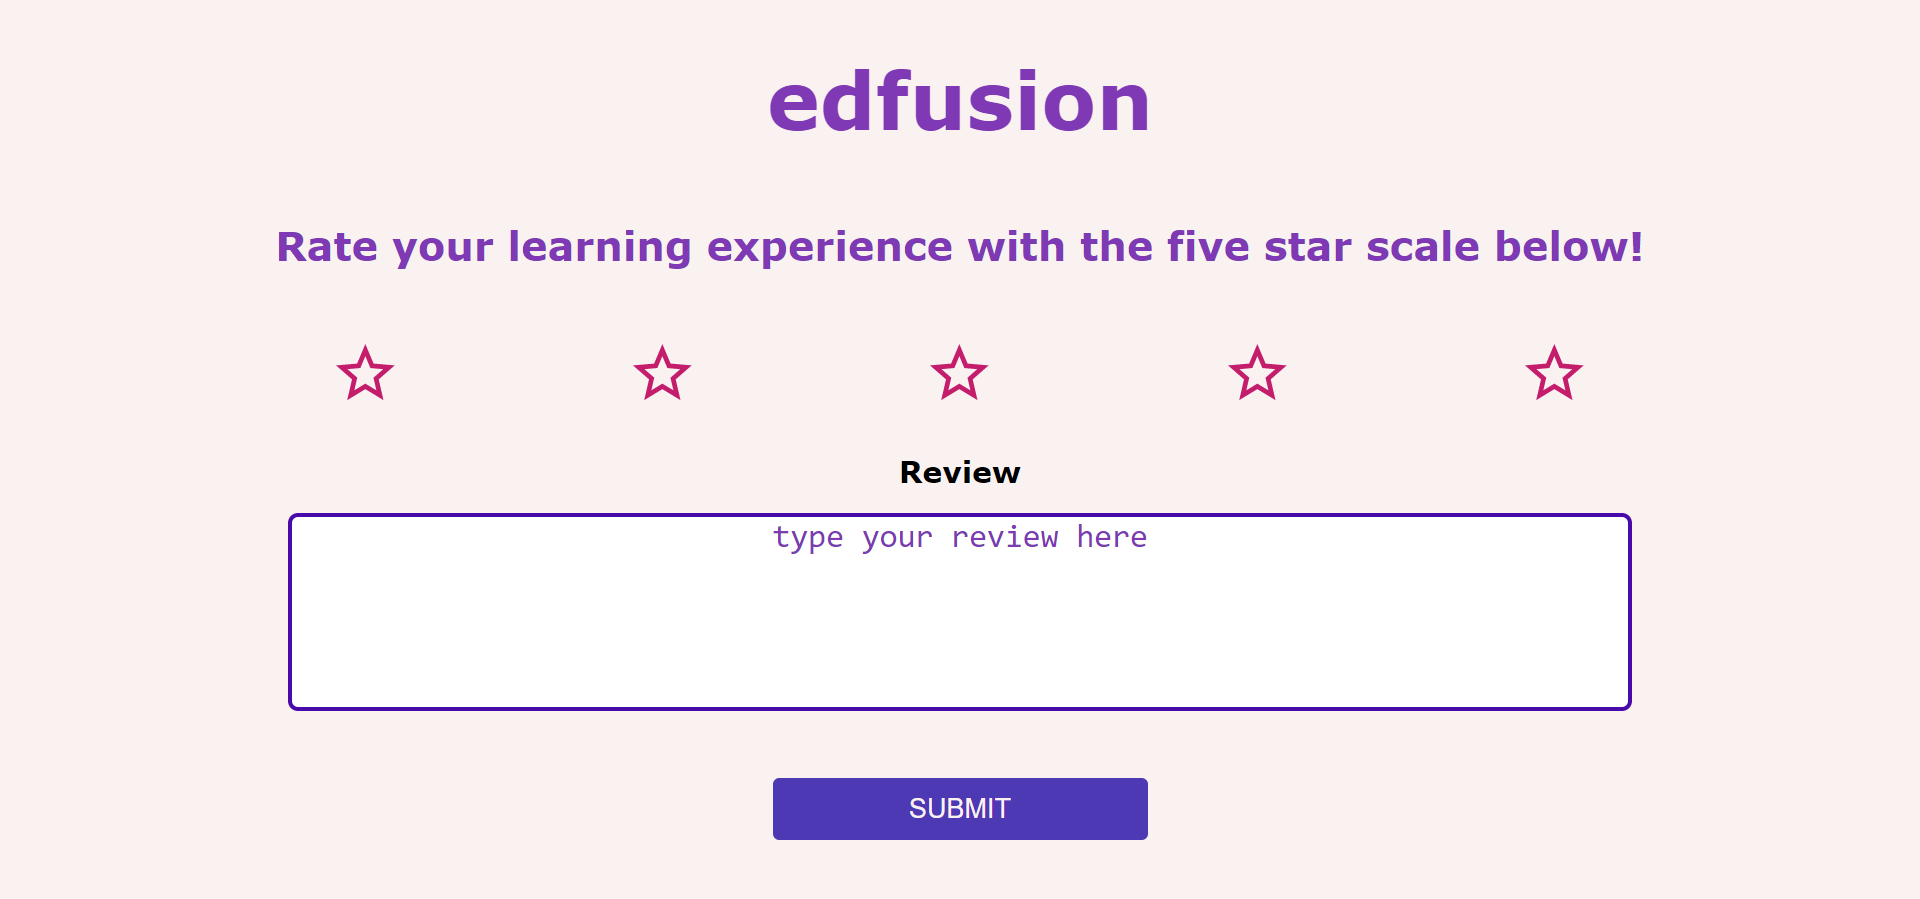 edfusion
Rate your learning experience with the five star scale below!
Review
type your review here
SUBMIT